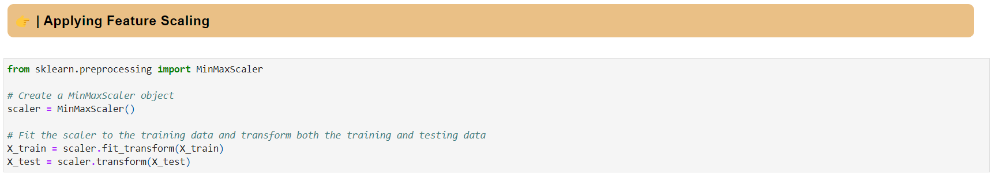 👉 | Applying Feature Scaling
from sklearn.preprocessing import MinMaxScaler
# Create a MinMaxScaler object
scaler = MinMaxScaler()
# Fit the scaler to the training data and transform both the training and testing data
X_train = scaler.fit_transform(X_train)
X_test = scaler.transform(X_test)